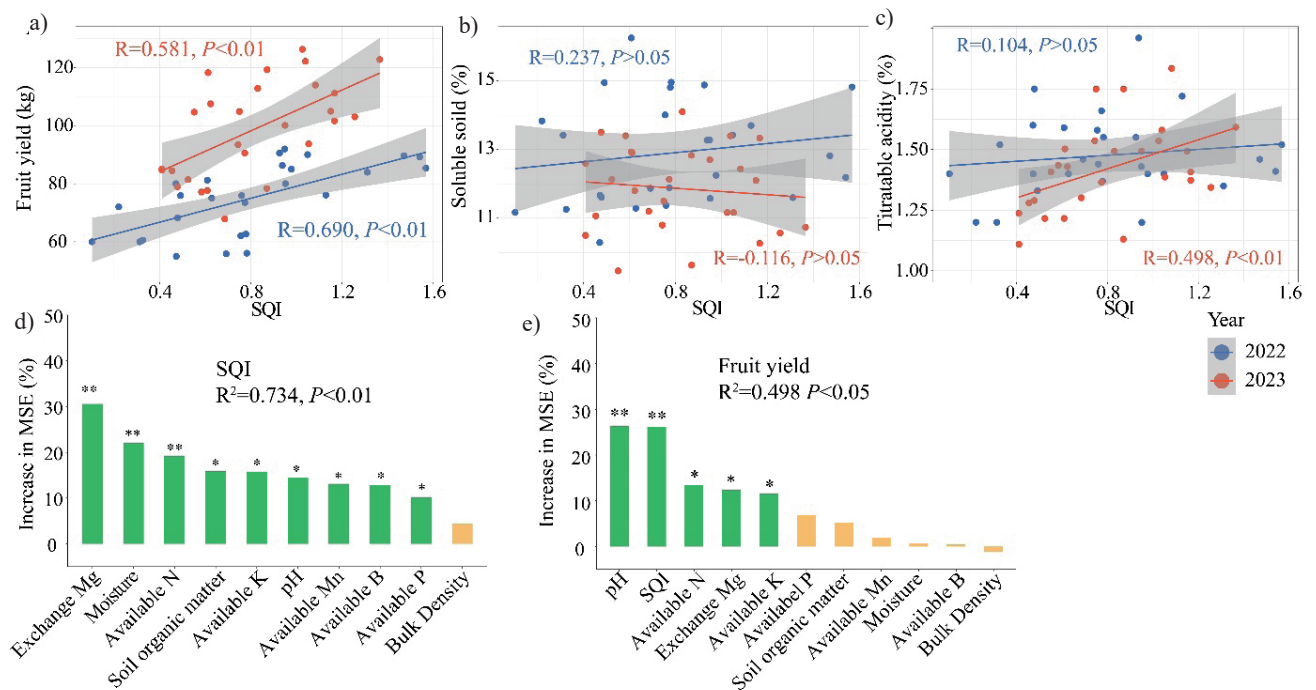 a)
R=0.581, P<0.01
R=0.690, P<0.01
Fruit yield (kg)
120
100
80
60
0.4
0.8
1.2
1.6
SQI
b)
R=0.237, P>0.05
R=-0.116, P>0.05
Soluble soild (%)
15
13
11
0.4
0.8
1.2
1.6
SQI
c)
R=0.104, P>0.05
R=0.498, P<0.01
Titratable acidity (%)
1.75
1.50
1.25
1.00
0.4
0.8
1.2
1.6
SQI
Year
2022
2023
d)
SQI
R²=0.734, P<0.01
Increase in MSE (%)
50
40
30
20
10
0
**
**
**
*
*
*
*
*
*
Exchange Mg
Moisture
Available N
Soil organic matter
Available K
pH
Available Mn
Available B
Available P
Bulk Density
e)
Fruit yield
R²=0.498 P<0.05
Increase in MSE (%)
50
40
30
20
10
0
**
**
*
*
*
pH
SQI
Available N
Exchange Mg
Available K
Availabel P
Soil organic matter
Available Mn
Moisture
Available B
Bulk Density